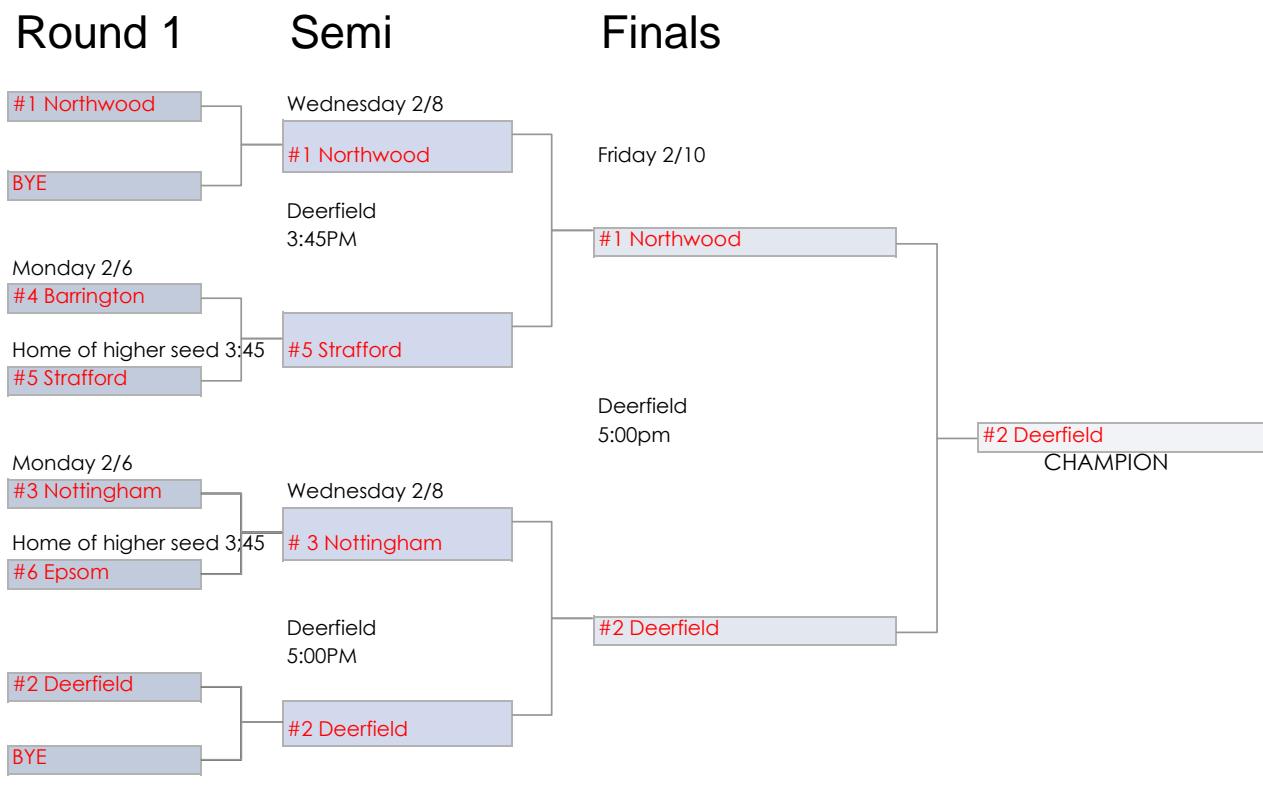 Round 1 Semi Finals
#1 Northwood
BYE
Monday 2/6
#4 Barrington
Home of higher seed 3:45
#5 Strafford
Monday 2/6
#3 Nottingham
Home of higher seed 3;45
#6 Epsom
#2 Deerfield
BYE
Wednesday 2/8
#1 Northwood
Deerfield
3:45PM
#5 Strafford
Wednesday 2/8
# 3 Nottingham
Deerfield
5:00PM
#2 Deerfield
Friday 2/10
#1 Northwood
Deerfield
5:00pm
#2 Deerfield
#2 Deerfield
CHAMPION